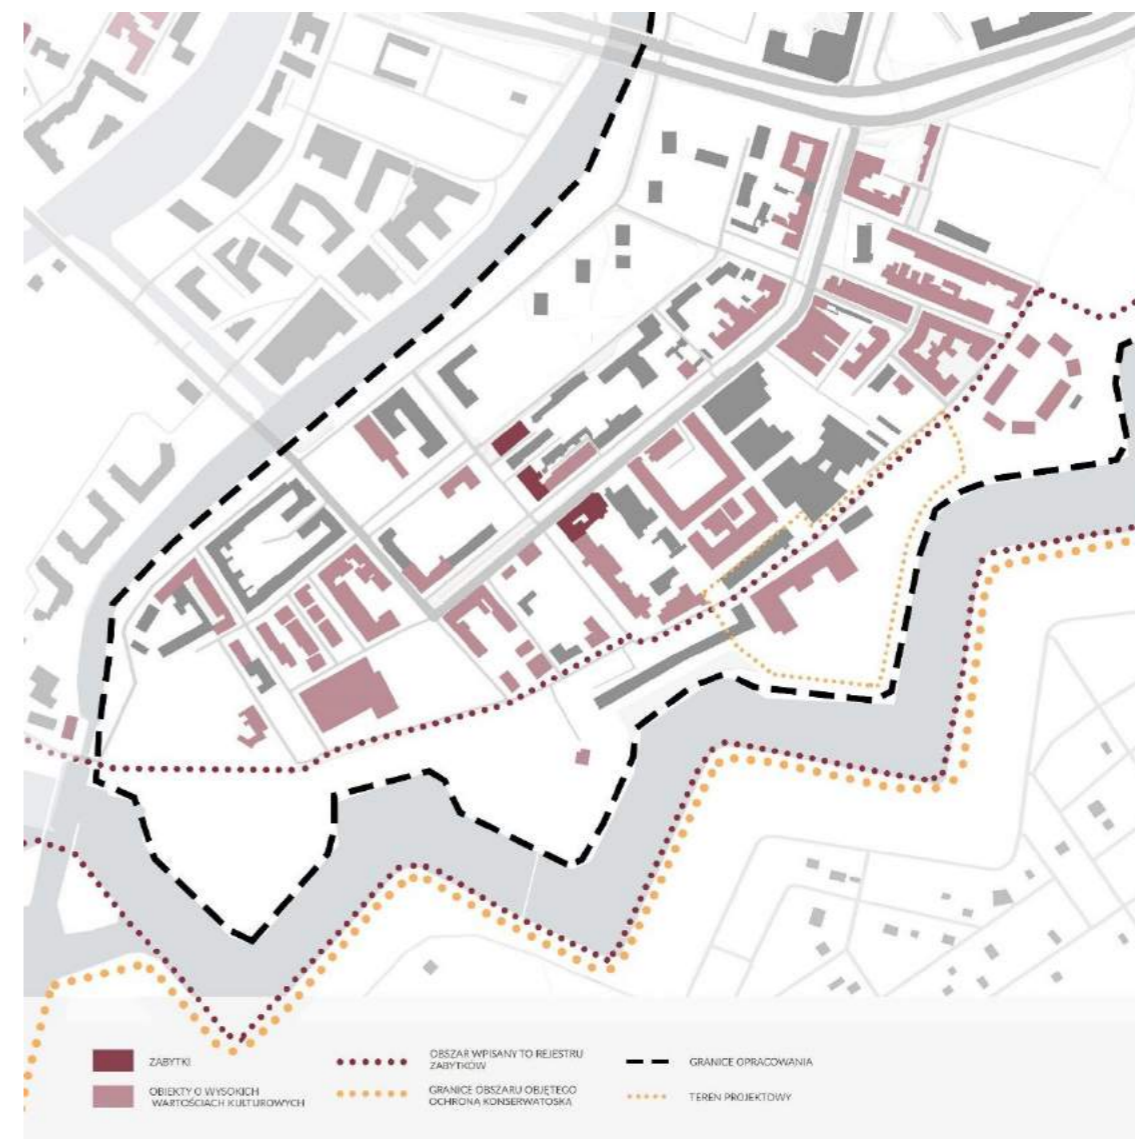 ZABYTKI
OBIEKTY O WYSOKICH
WARTOŚCIACH KULTUROWYCH
OBSZAR WPISANY TO REJESTRU
ZABYTKÓW
GRANICE OBSZARU OBJĘTEGO
OCHRONĄ KONSERWATOSKĄ
GRANICE OPRACOWANIA
TEREN PROJEKTOWY